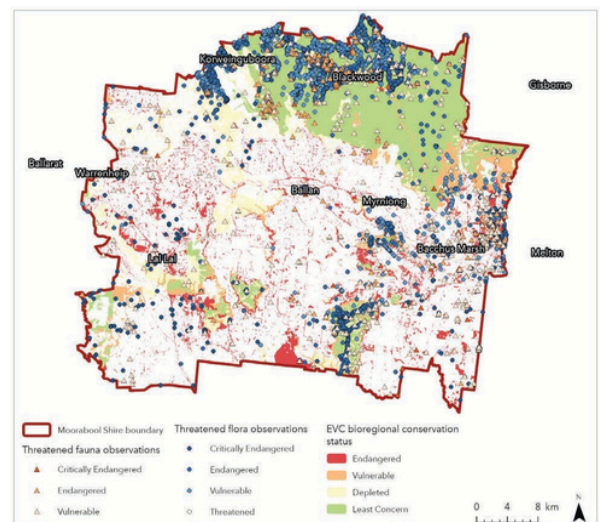 Korweinguboora
Blackwood
Gisborne
Ballarat
Warrenheip
Ballan
Myrniong
Bacchus Marsh
Melton
Lal Lal
Moorabool Shire boundary
Threatened fauna observations
Critically Endangered
Endangered
Vulnerable
Threatened flora observations
Critically Endangered
Endangered
Vulnerable
Threatened
EVC bioregional conservation
status
Endangered
Vulnerable
Depleted
Least Concern
0 4 8 km
N